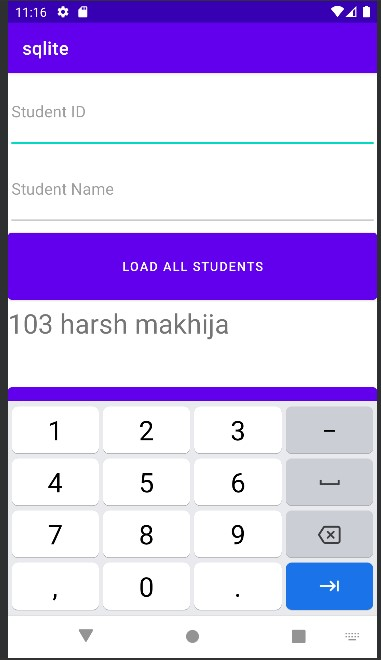 11:16
sqlite
Student ID
Student Name
LOAD ALL STUDENTS
103 harsh makhija
1 2 3 –
4 5 6
7 8 9
, 0 .